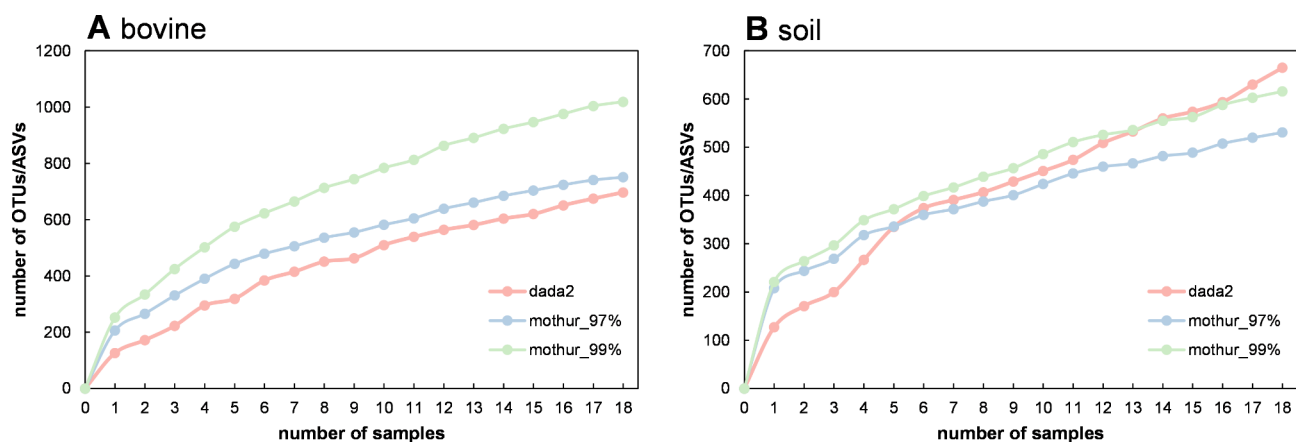 A bovine
number of OTUs/ASVs
1200
1000
800
600
400
200
0
0 1 2 3 4 5 6 7 8 9 10 11 12 13 14 15 16 17 18
number of samples
dada2
mothur_97%
mothur_99%
B soil
number of OTUs/ASVs
700
600
500
400
300
200
100
0
0 1 2 3 4 5 6 7 8 9 10 11 12 13 14 15 16 17 18
number of samples
dada2
mothur_97%
mothur_99%